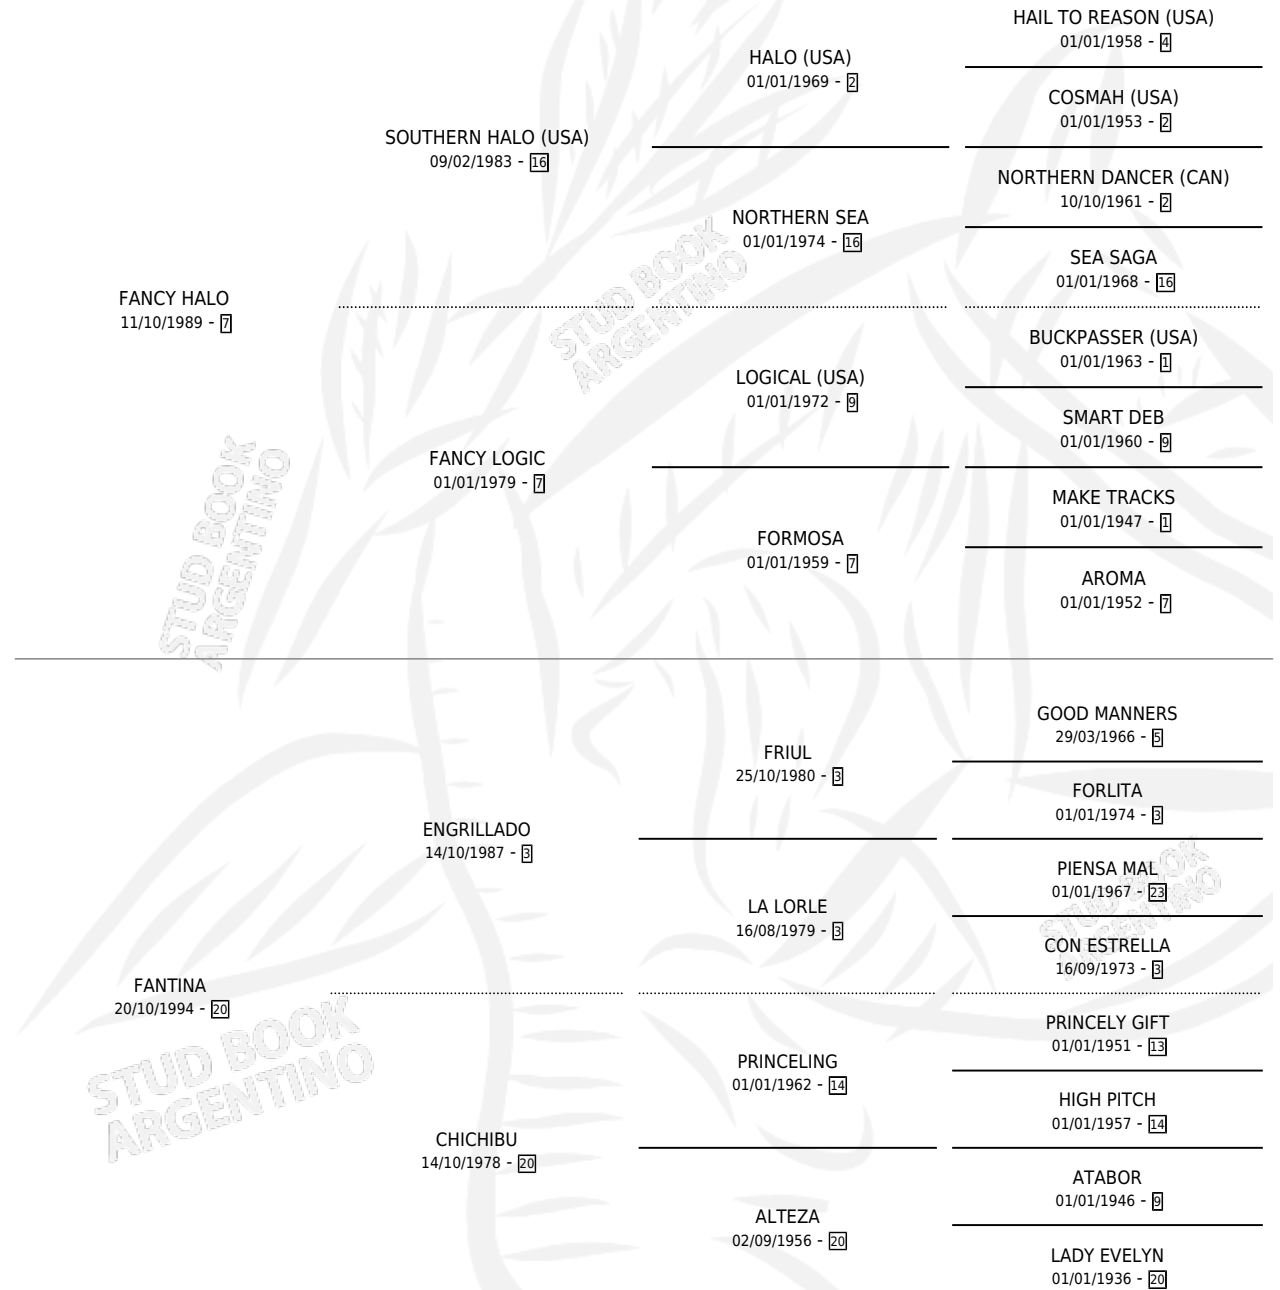 HAIL TO REASON (USA)
01/01/1958 - 4
HALO (USA)
01/01/1969 - 2
COSMAH (USA)
01/01/1953 - 2
SOUTHERN HALO (USA)
09/02/1983 - 16
NORTHERN DANCER (CAN)
10/10/1961 - 2
NORTHERN SEA
01/01/1974 - 16
SEA SAGA
01/01/1968 - 16
STUD BOOK
ARGENTINO
FANCY HALO
11/10/1989 - 7
BUCKPASSER (USA)
01/01/1963 - 1
LOGICAL (USA)
01/01/1972 - 9
SMART DEB
01/01/1960 - 9
FANCY LOGIC
01/01/1979 - 7
MAKE TRACKS
01/01/1947 - 1
FORMOSA
01/01/1959 - 7
AROMA
01/01/1952 - 7
STUD BOOK
ARGENTINO
GOOD MANNERS
29/03/1966 - 5
FRIUL
25/10/1980 - 3
FORLITA
01/01/1974 - 3
ENGRILLADO
14/10/1987 - 3
PIENSA MAL
01/01/1967 - 23
LA LORLE
16/08/1979 - 3
CON ESTRELLA
16/09/1973 - 3
STUD BOOK
ARGENTINO
FANTINA
20/10/1994 - 20
PRINCELY GIFT
01/01/1951 - 13
PRINCELING
01/01/1962 - 14
HIGH PITCH
01/01/1957 - 14
STUD BOOK
ARGENTINO
CHICHIBU
14/10/1978 - 20
ATABOR
01/01/1946 - 9
ALTEZA
02/09/1956 - 20
LADY EVELYN
01/01/1936 - 20